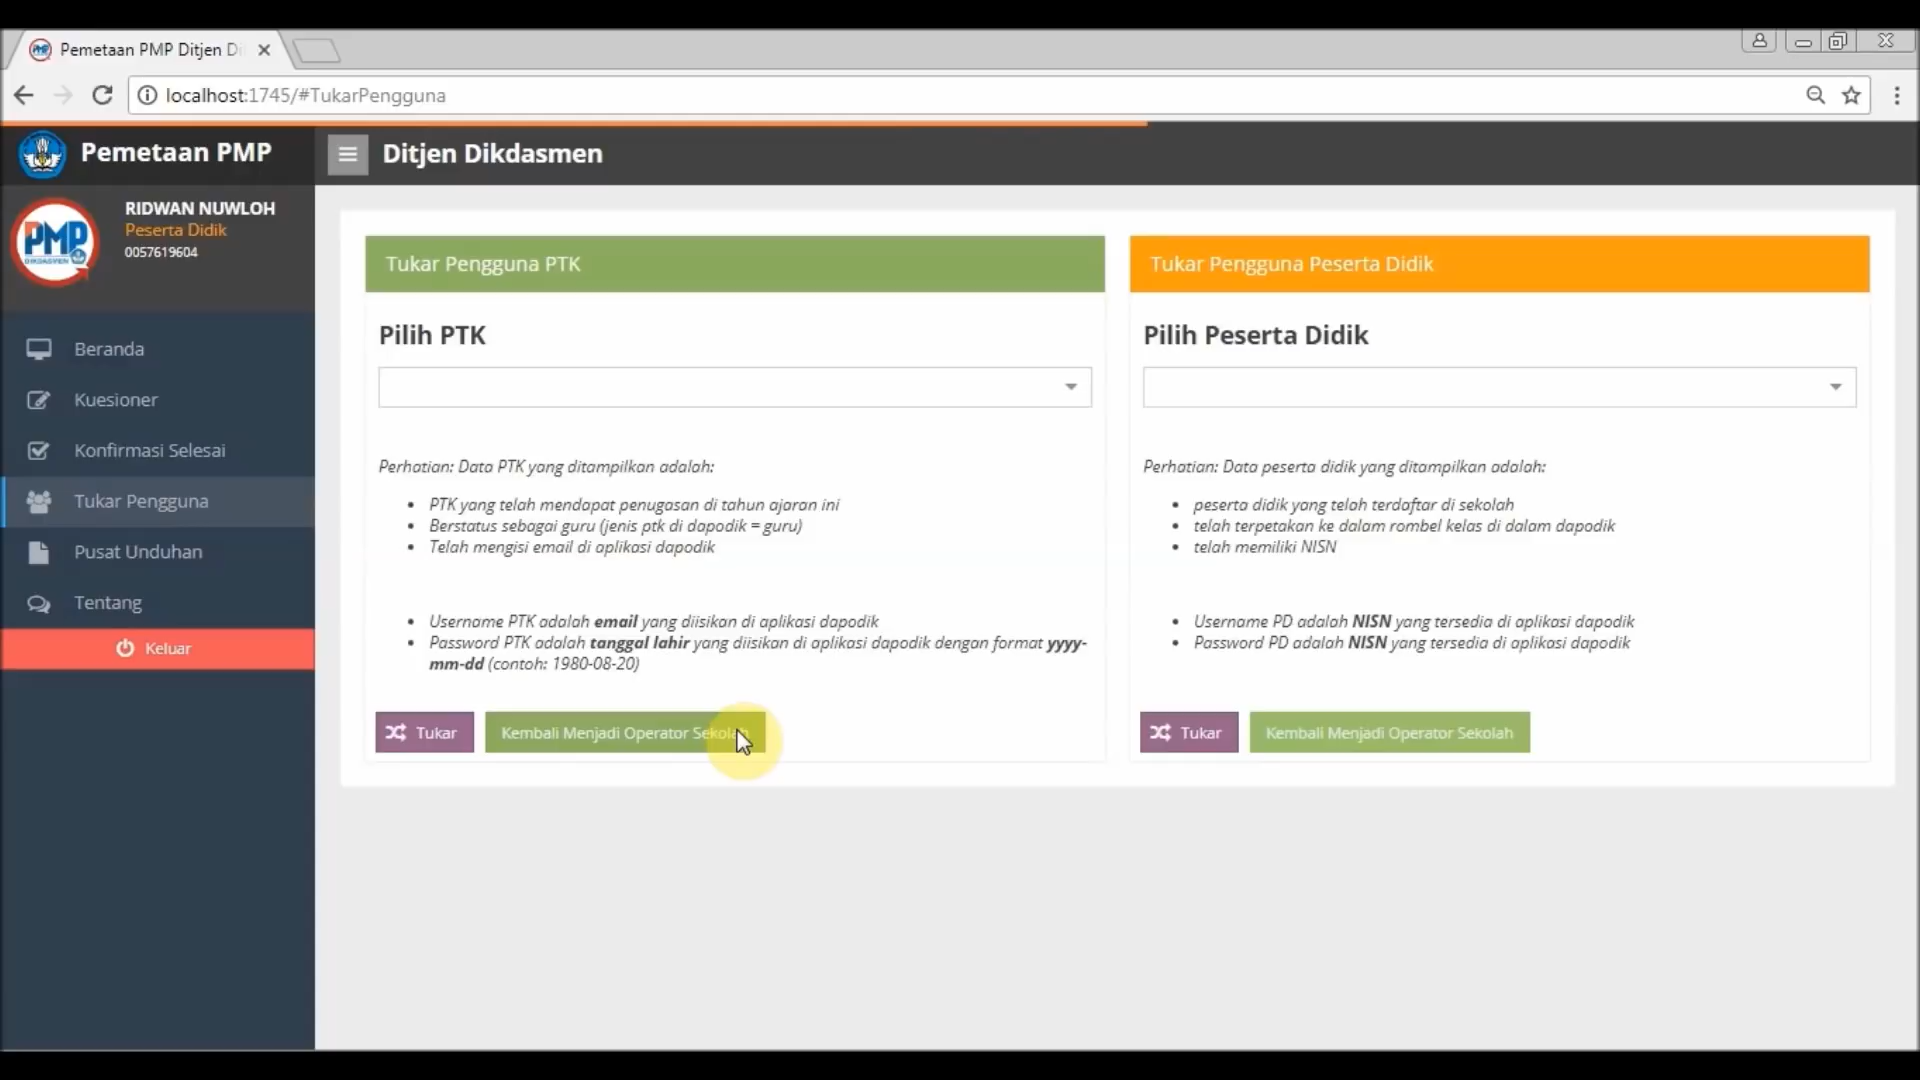 Pemetaan PMP Ditjen Di
localhost:1745/#TukarPengguna
Pemetaan PMP
Ditjen Dikdasmen
RIDWAN NUWLOH
Peserta Didik
0057619604
PMP
DIKDASMEN
Beranda
Kuesioner
Konfirmasi Selesai
Tukar Pengguna
Pusat Unduhan
Tentang
Keluar
Tukar Pengguna PTK
Pilih PTK
Perhatian: Data PTK yang ditampilkan adalah:
• PTK yang telah mendapat penugasan di tahun ajaran ini
• Berstatus sebagai guru (jenis ptk di dapodik = guru)
• Telah mengisi email di aplikasi dapodik
• Username PTK adalah email yang diisikan di aplikasi dapodik
• Password PTK adalah tanggal lahir yang diisikan di aplikasi dapodik dengan format yyyy-
mm-dd (contoh: 1980-08-20)
Tukar
Kembali Menjadi Operator Sekolah
Tukar Pengguna Peserta Didik
Pilih Peserta Didik
Perhatian: Data peserta didik yang ditampilkan adalah:
• peserta didik yang telah terdaftar di sekolah
• telah terpetakan ke dalam rombel kelas di dalam dapodik
• telah memiliki NISN
• Username PD adalah NISN yang tersedia di aplikasi dapodik
• Password PD adalah NISN yang tersedia di aplikasi dapodik
Tukar
Kembali Menjadi Operator Sekolah